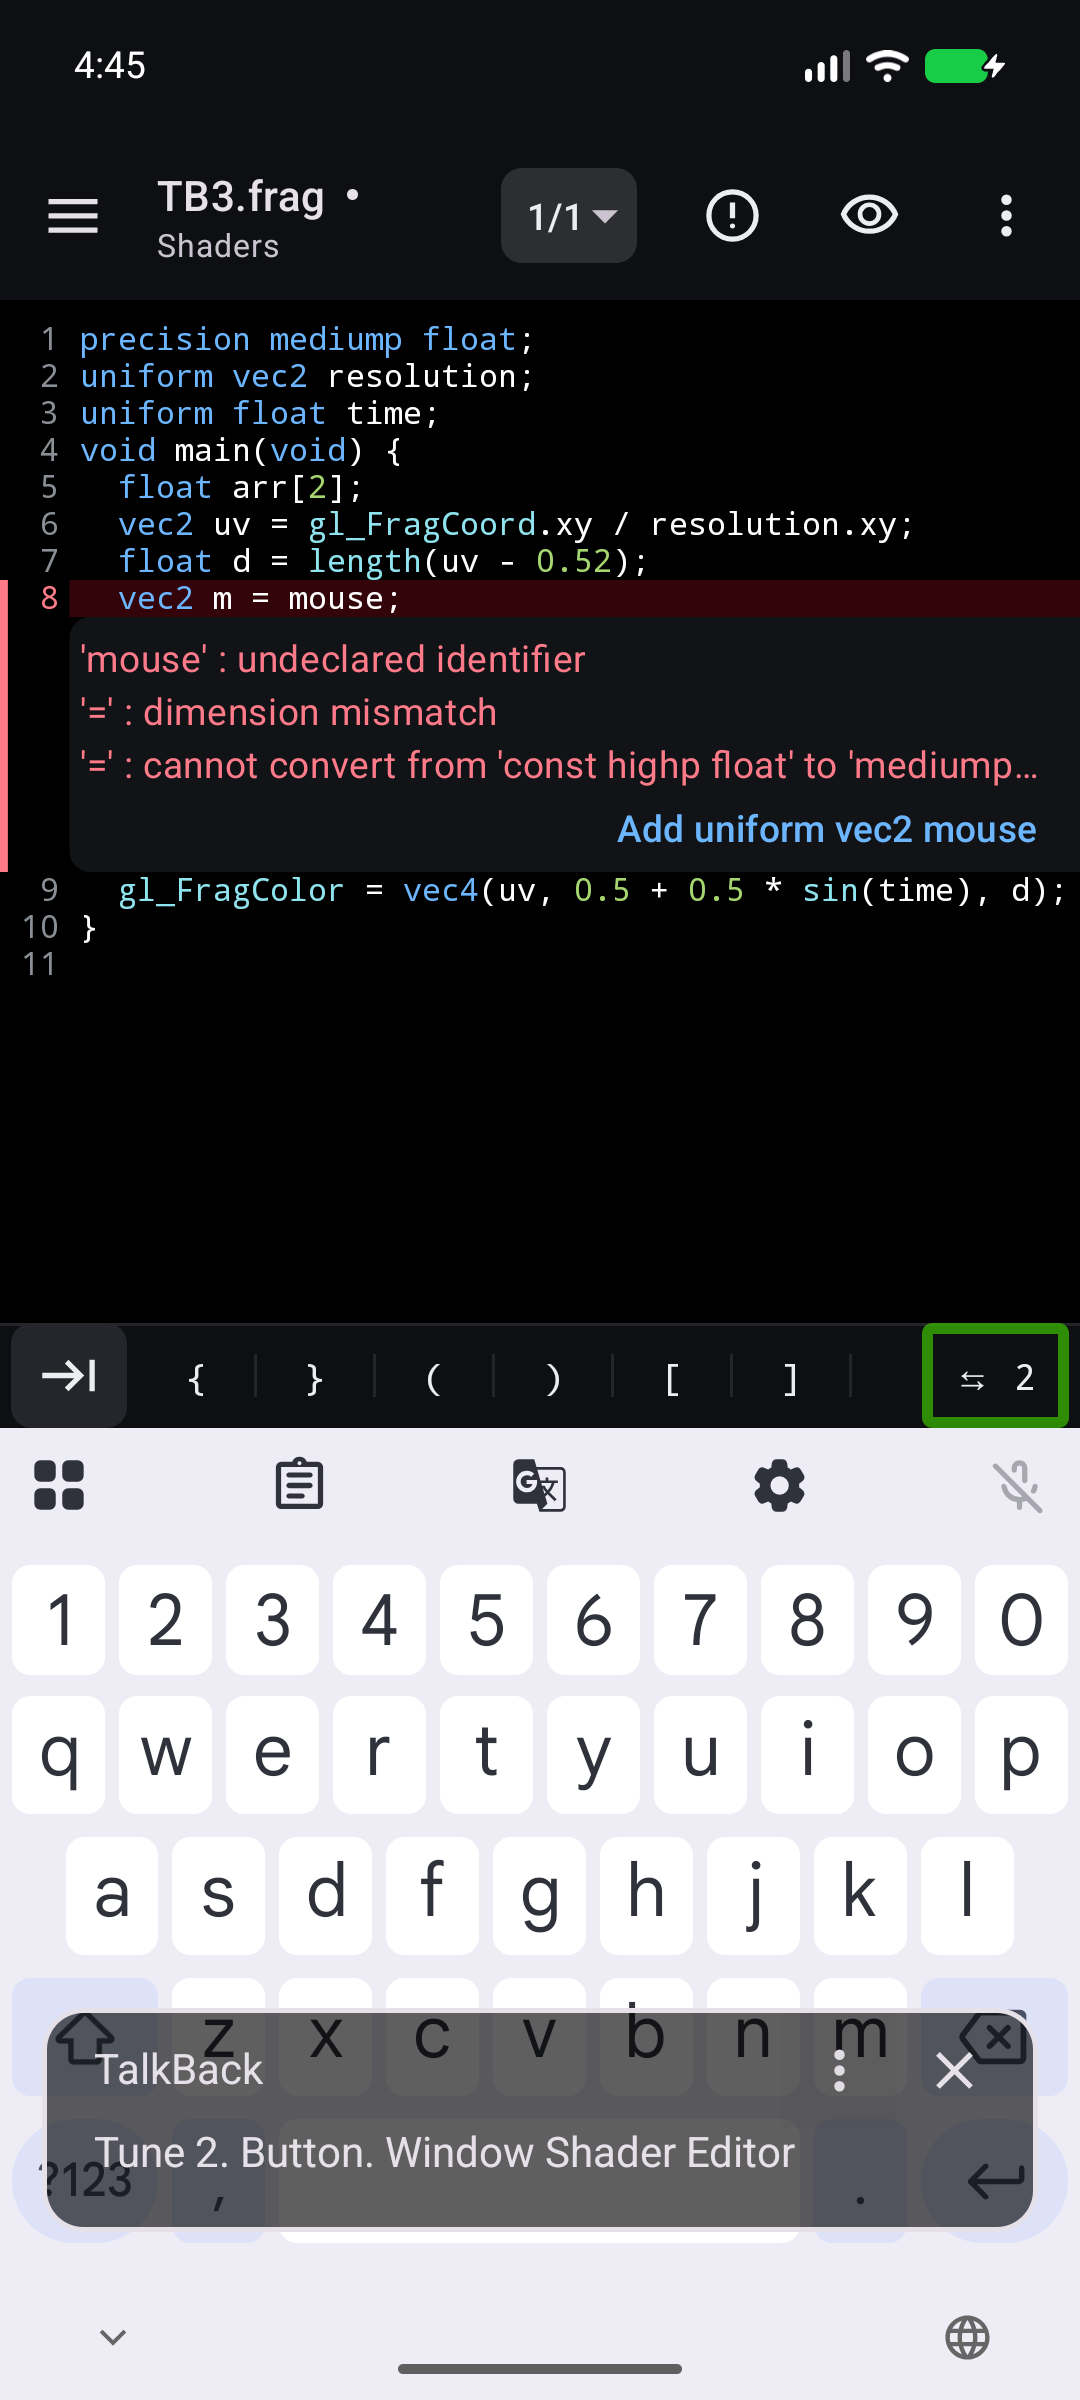 4:45
TB3.frag •
Shaders
1/1
1 precision mediump float;
2 uniform vec2 resolution;
3 uniform float time;
4 void main(void) {
5   float arr[2];
6   vec2 uv = gl_FragCoord.xy / resolution.xy;
7   float d = length(uv - 0.52);
8   vec2 m = mouse;
'mouse' : undeclared identifier
'=' : dimension mismatch
'=' : cannot convert from 'const highp float' to 'mediump…
Add uniform vec2 mouse
9   gl_FragColor = vec4(uv, 0.5 + 0.5 * sin(time), d);
10 }
11
{ } ( ) [ ] ⇆ 2
1 2 3 4 5 6 7 8 9 0
q w e r t y u i o p
a s d f g h j k l
z x c v b n m
TalkBack
Tune 2. Button. Window Shader Editor
?123 , .